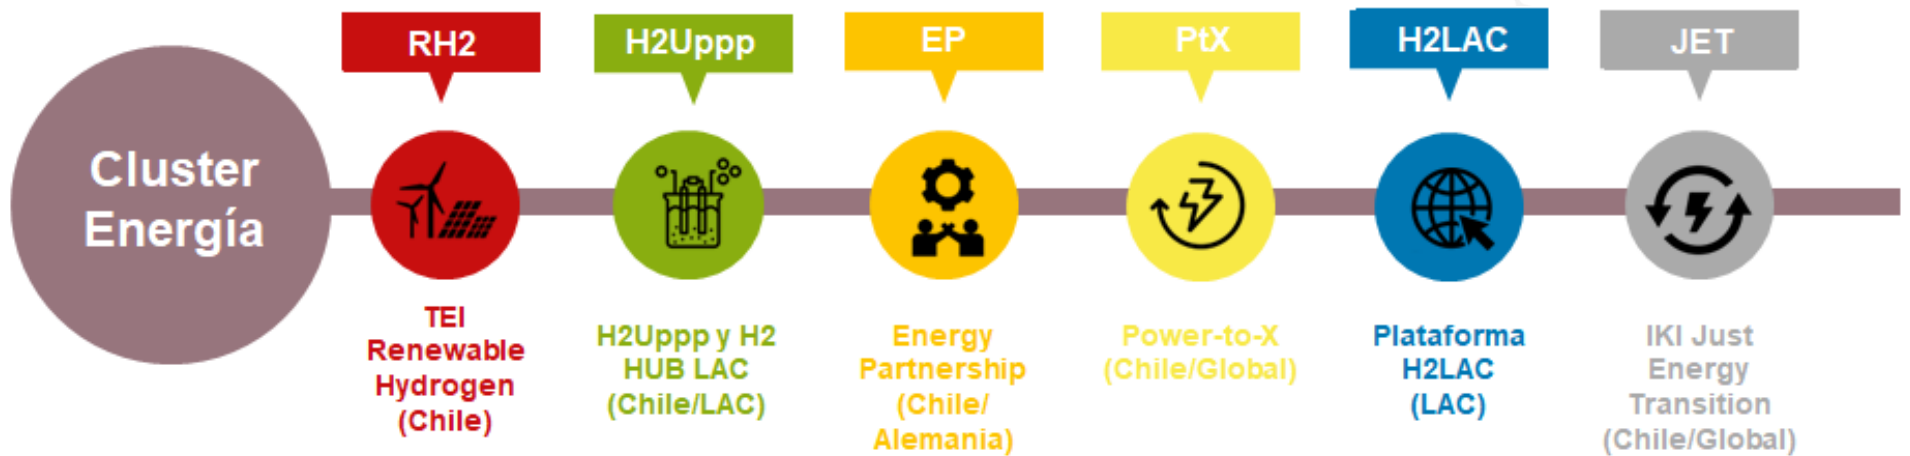 Cluster
Energía
RH2
TEI
Renewable
Hydrogen
(Chile)
H2Uppp
H2Uppp y H2
HUB LAC
(Chile/LAC)
EP
Energy
Partnership
(Chile/
Alemania)
PtX
Power-to-X
(Chile/Global)
H2LAC
Plataforma
H2LAC
(LAC)
JET
IKI Just
Energy
Transition
(Chile/Global)